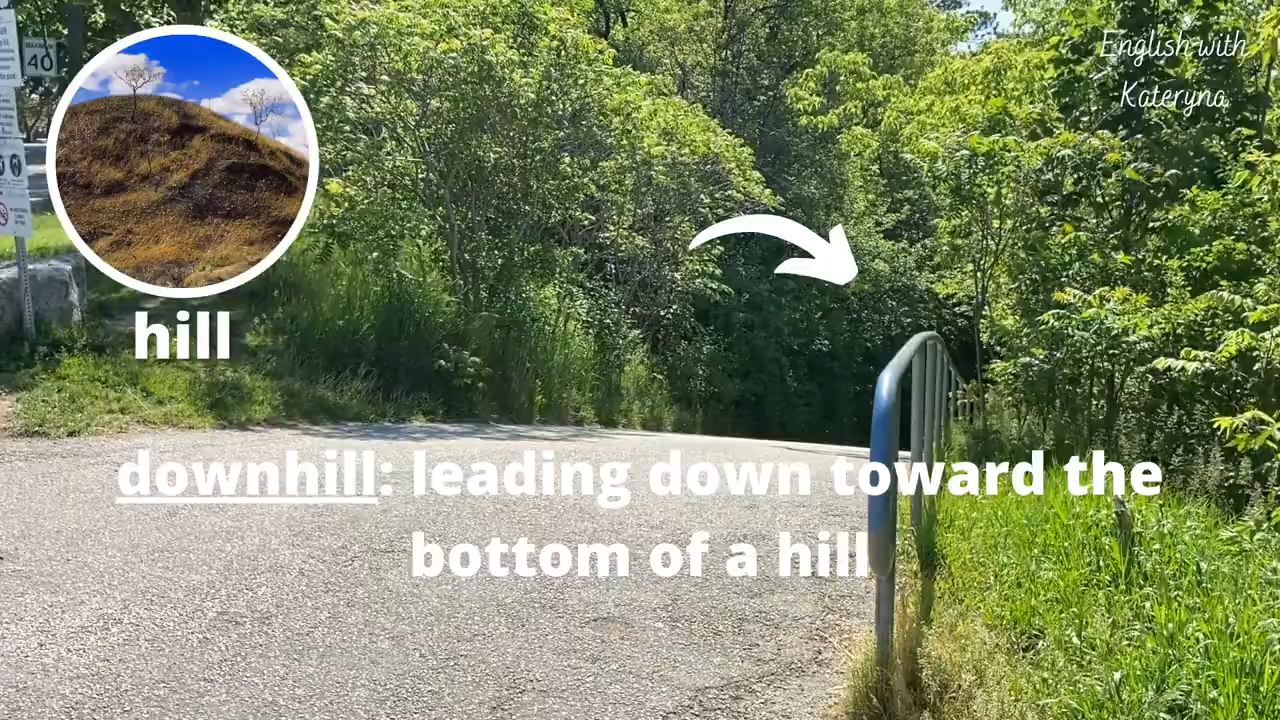 English with
Kateryna
40
hill
downhill: leading down toward the
bottom of a hill